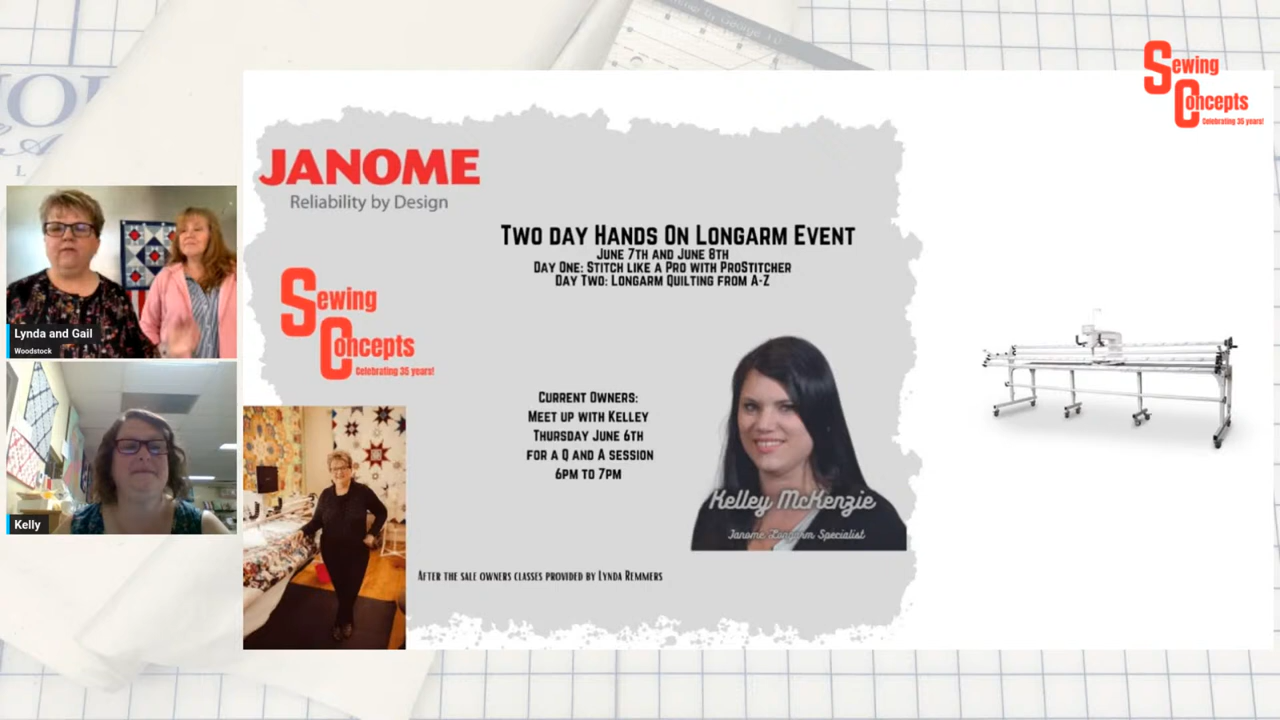 Sewing
Concepts
Celebrating 35 years!
JANOME
Reliability by Design
TWO DAY HANDS ON LONGARM EVENT
JUNE 7TH AND JUNE 8TH
DAY ONE: STITCH LIKE A PRO WITH PROSTITCHER
DAY TWO: LONGARM QUILTING FROM A-Z
Sewing
Concepts
Celebrating 35 years!
Lynda and Gail
Woodstock
Kelly
CURRENT OWNERS:
MEET UP WITH KELLEY
THURSDAY JUNE 6TH
FOR A Q AND A SESSION
6PM TO 7PM
Kelley McKenzie
Janome Longarm Specialist
AFTER THE SALE OWNERS CLASSES PROVIDED BY LYNDA REMMERS